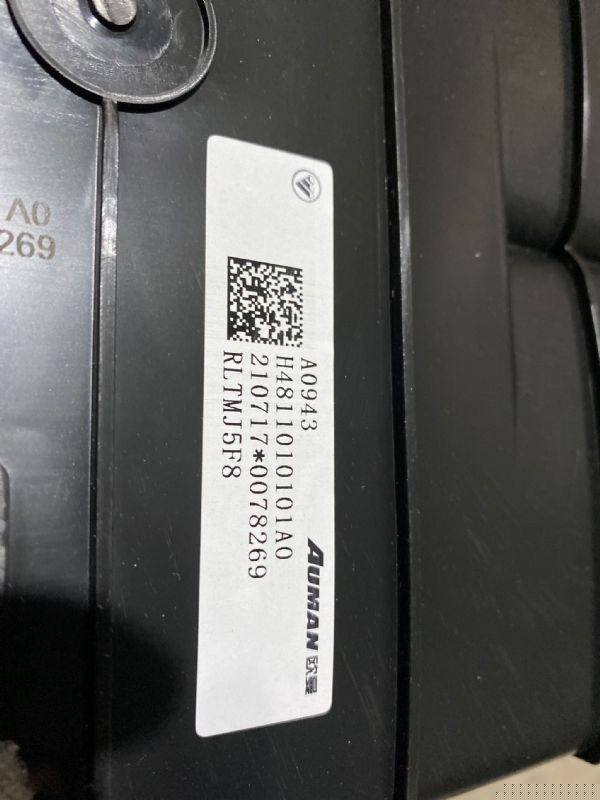 A0
269
AUMAN 欧曼
A0943
H4811010101A0
210717*0078269
RLTMJ5F8